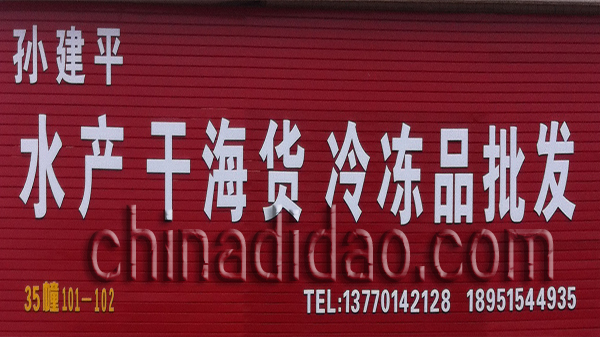 孙建平
水产干海货 冷冻品批发
chinadidao.com
35幢101-102
TEL:13770142128 18951544935